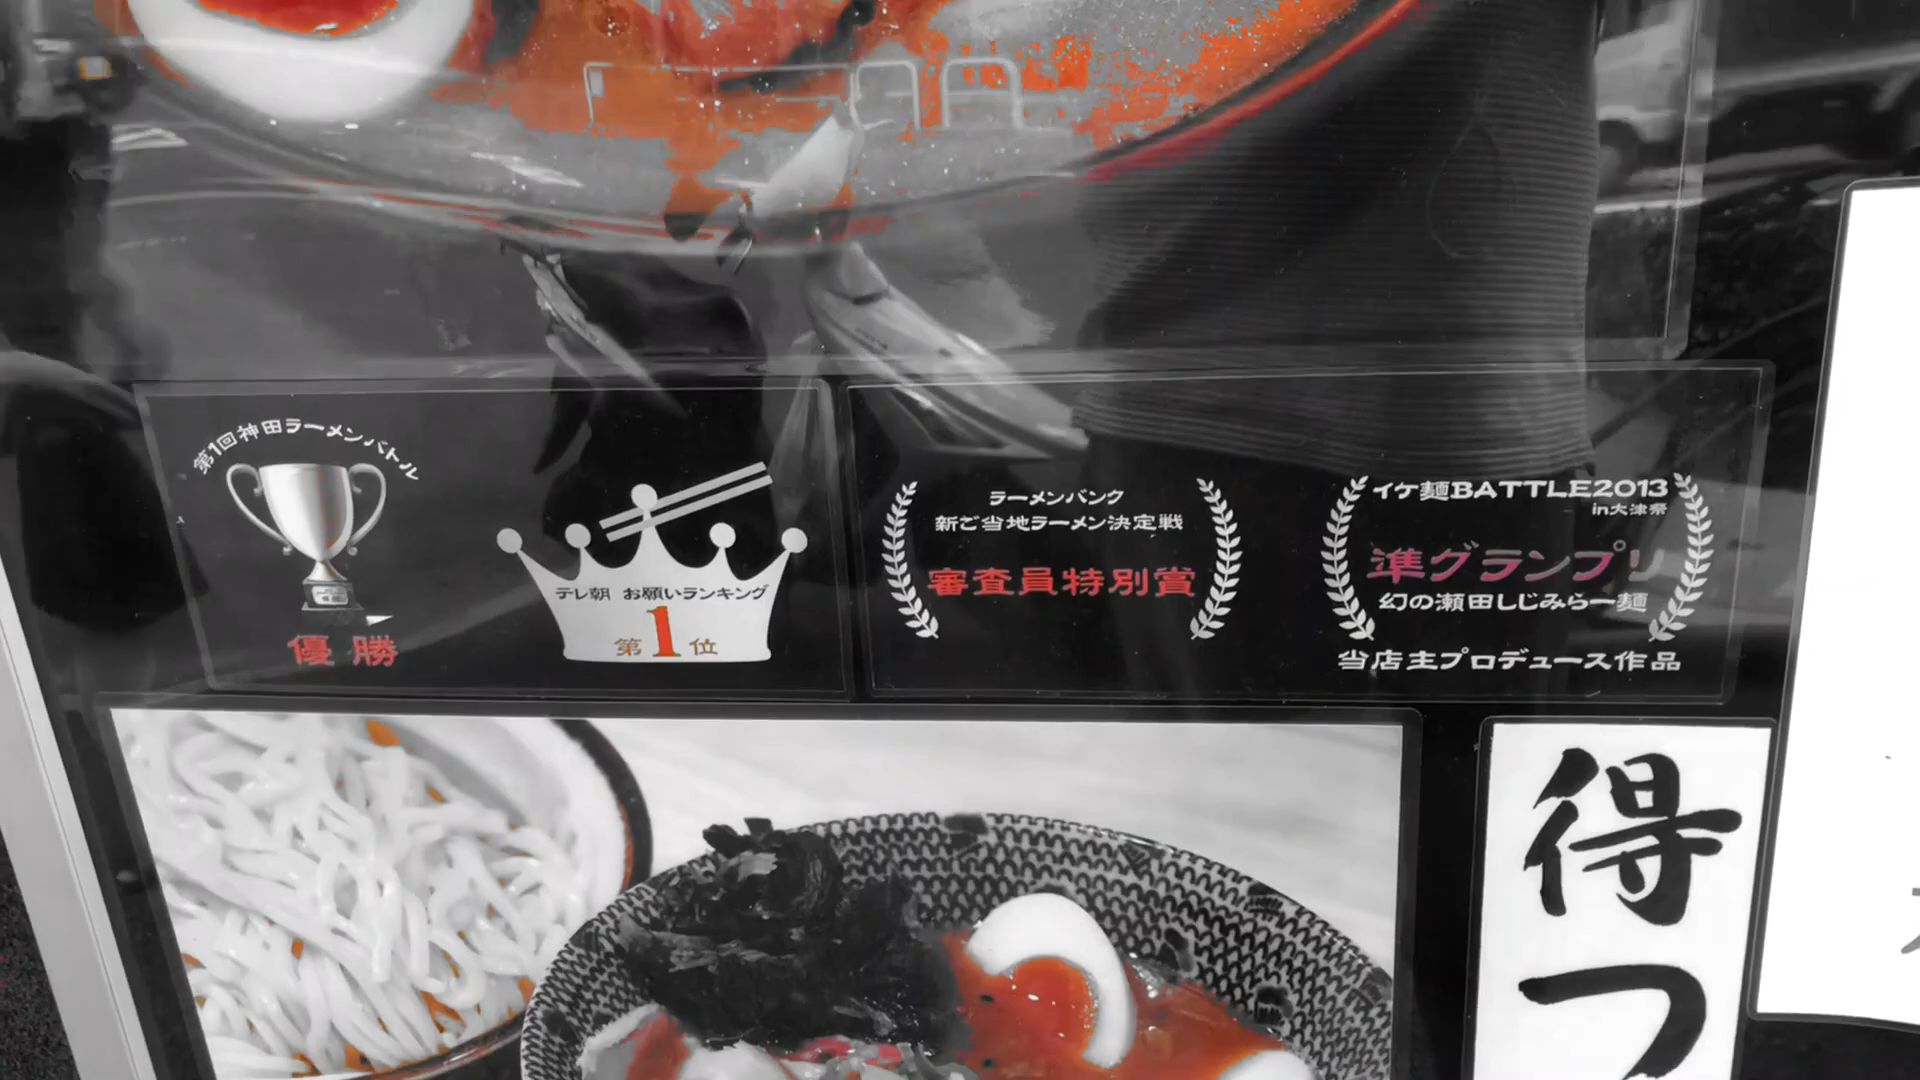 第1回神田ラーメンバトル
優勝
テレ朝 お願いランキング
第1位
ラーメンバンク
新ご当地ラーメン決定戦
審査員特別賞
イケ麺BATTLE2013
in大津祭
準グランプリ
幻の瀬田しじみらー麺
当店主プロデュース作品
得
つ